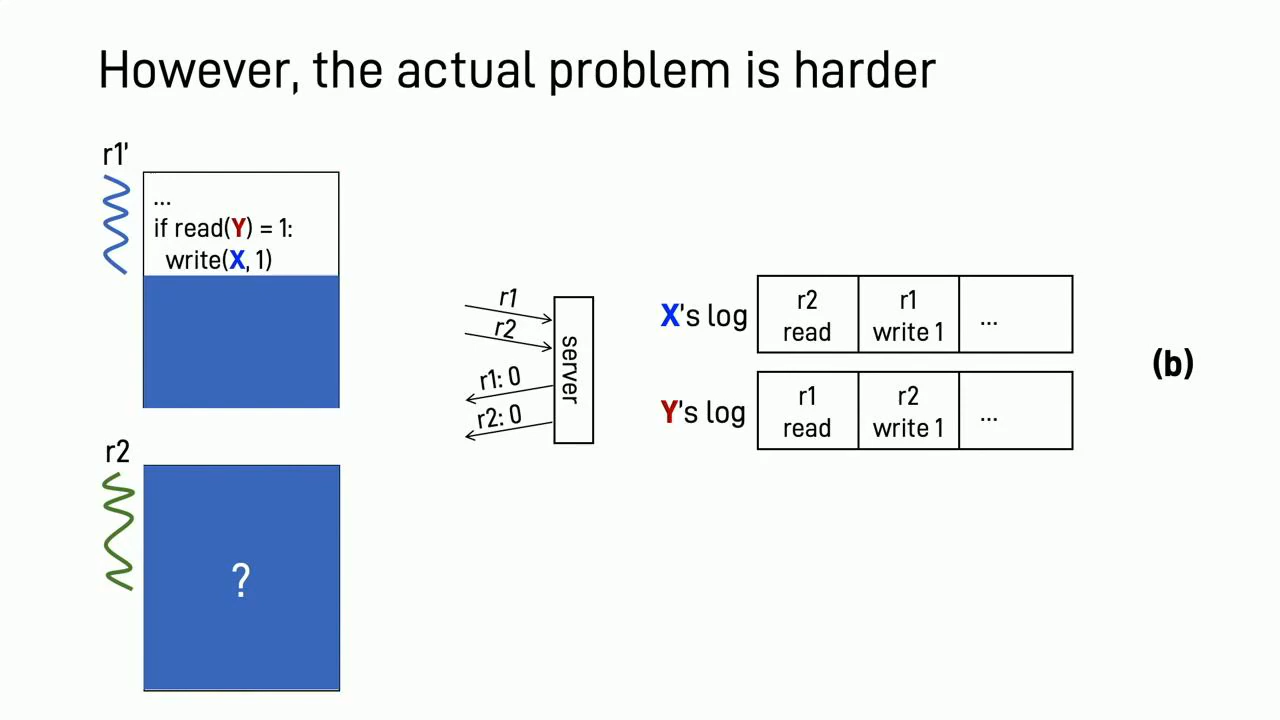 However, the actual problem is harder
r1'
...
if read(Y) = 1:
write(X, 1)
r2
?
r1
r2
r1: 0
r2: 0
server
X's log
r2 read
r1 write 1
...
Y's log
r1 read
r2 write 1
...
(b)